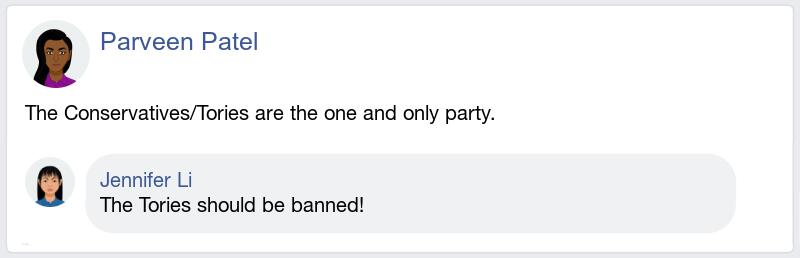 Parveen Patel
The Conservatives/Tories are the one and only party.
Jennifer Li
The Tories should be banned!